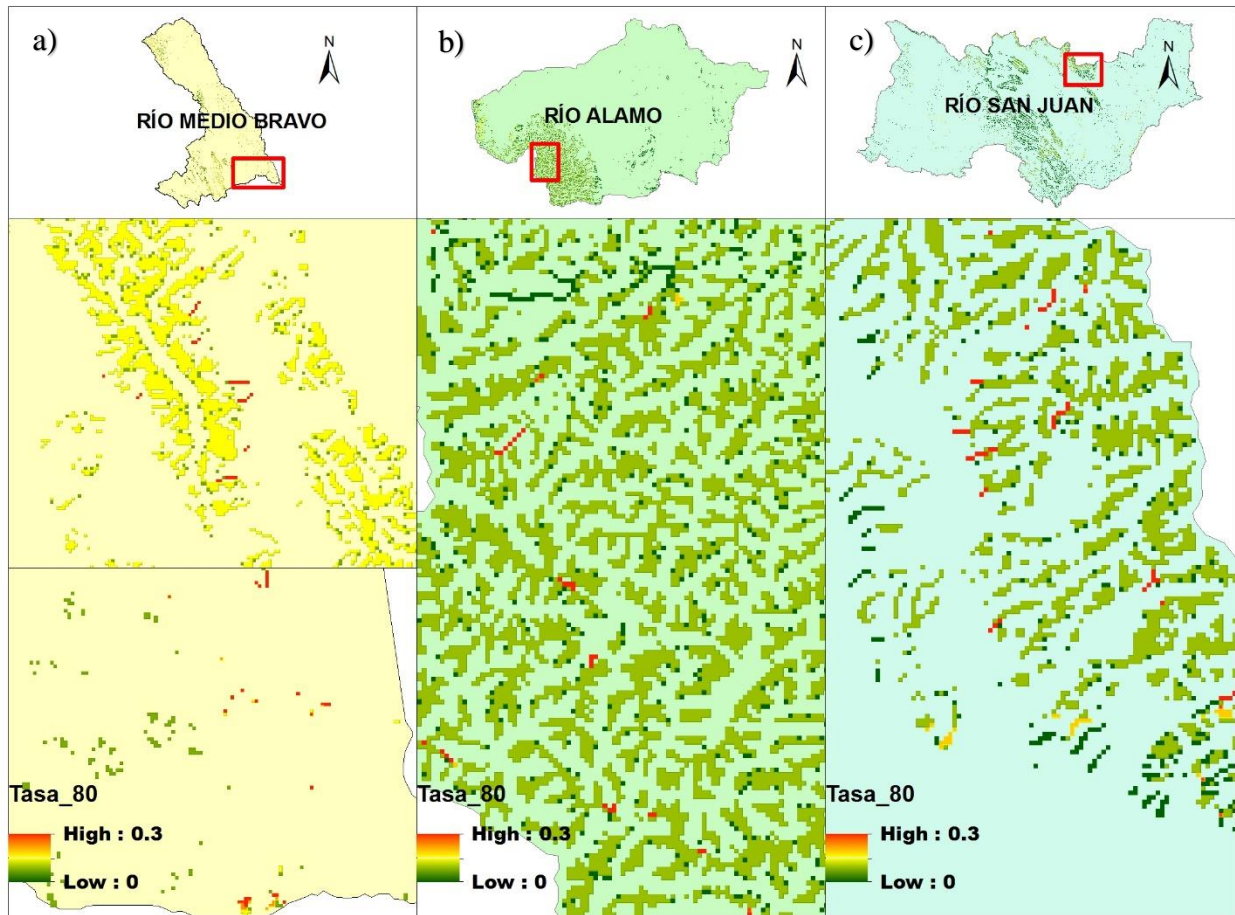 a)
N
RÍO MEDIO BRAVO
b)
N
RÍO ALAMO
c)
N
RÍO SAN JUAN
Tasa_80
High : 0.3
Low : 0
Tasa_80
High : 0.3
Low : 0
Tasa_80
High : 0.3
Low : 0